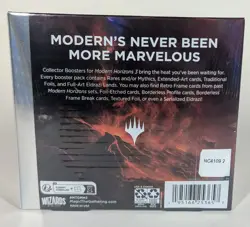 MODERN'S NEVER BEEN
MORE MARVELOUS
Collector Boosters for Modern Horizons 3 bring the heat you've been waiting for.
Every booster pack contains Rares and/or Mythics, Extended-Art cards, Traditional
Foils, and Full-Art Eldrazi Lands. You may also find Retro Frame cards from past
Modern Horizons sets, Foil-Etched cards, Borderless Profile cards, Borderless
Frame Break cards, Textured Foil, or even a Serialized Eldrazi!
WIZARDS